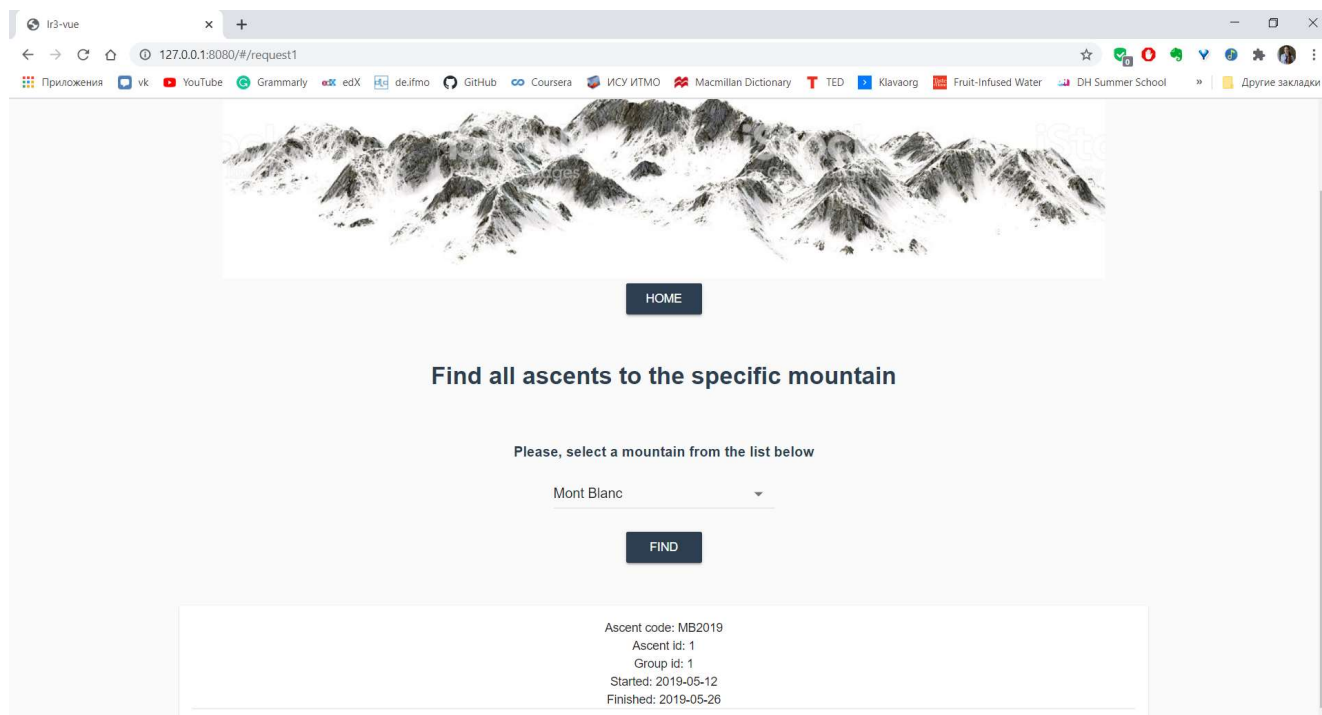 lr3-vue
127.0.0.1:8080/#/request1
Приложения vk YouTube Grammarly edX de.ifmo GitHub Coursera ИСУ ИТМО Macmillan Dictionary TED Klavaorg Fruit-Infused Water DH Summer School » Другие закладки
HOME
Find all ascents to the specific mountain
Please, select a mountain from the list below
Mont Blanc
FIND
Ascent code: MB2019
Ascent id: 1
Group id: 1
Started: 2019-05-12
Finished: 2019-05-26